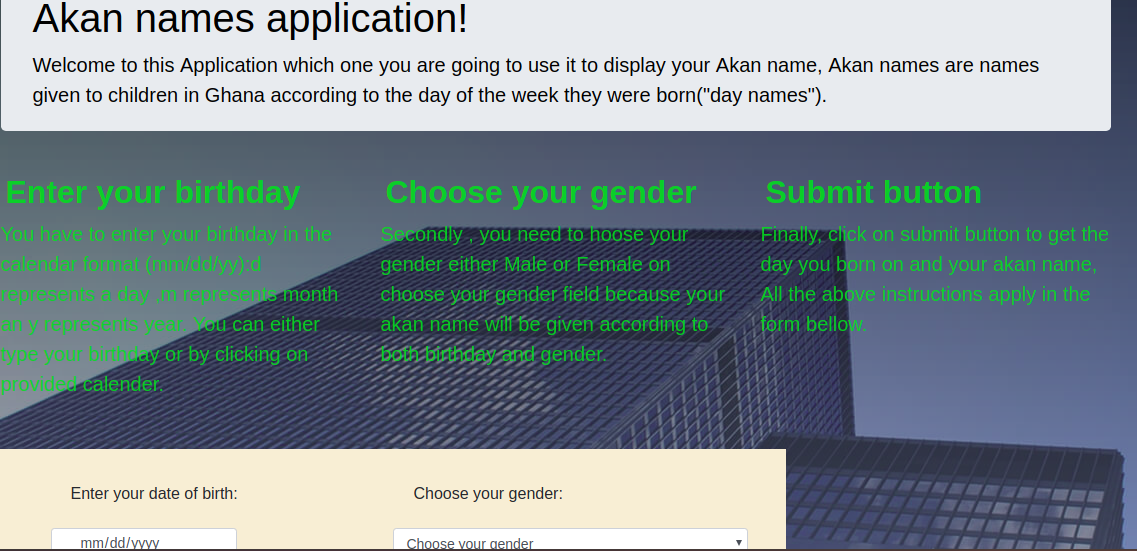 Akan names application!
Welcome to this Application which one you are going to use it to display your Akan name, Akan names are names
given to children in Ghana according to the day of the week they were born("day names").
Enter your birthday
You have to enter your birthday in the
calendar format (mm/dd/yy):d
represents a day ,m represents month
an y represents year. You can either
type your birthday or by clicking on
provided calender.
Choose your gender
Secondly , you need to hoose your
gender either Male or Female on
choose your gender field because your
akan name will be given according to
both birthday and gender.
Submit button
Finally, click on submit button to get the
day you born on and your akan name,
All the above instructions apply in the
form bellow.
Enter your date of birth:
Choose your gender:
mm/dd/yyyy
Choose your gender